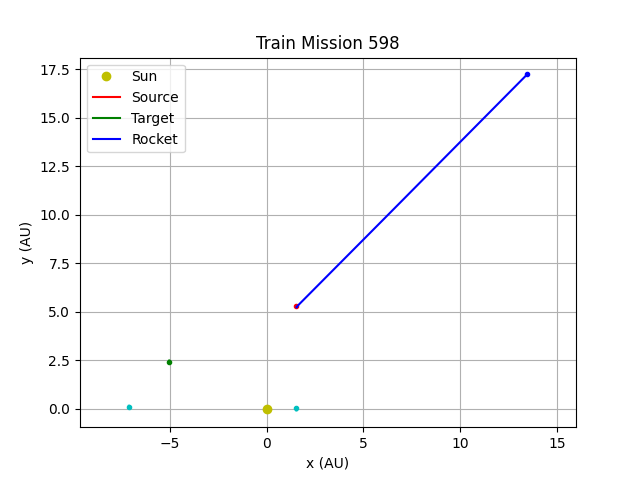 Train Mission 598
Sun
Source
Target
Rocket
17.5
15.0
12.5
10.0
7.5
5.0
2.5
0.0
y (AU)
−5 0 5 10 15
x (AU)